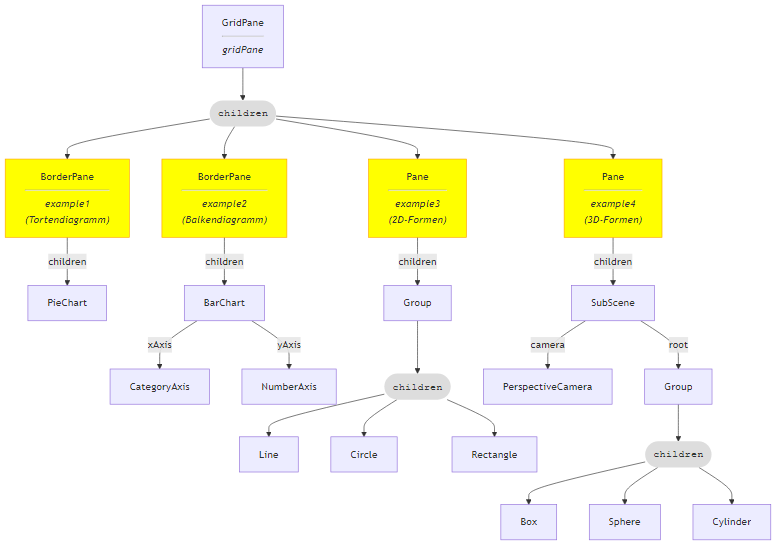 GridPane
gridPane
children
BorderPane
example1
(Tortendiagramm)
BorderPane
example2
(Balkendiagramm)
Pane
example3
(2D-Formen)
Pane
example4
(3D-Formen)
children
children
children
children
PieChart
BarChart
Group
SubScene
xAxis
yAxis
camera
root
CategoryAxis
NumberAxis
children
PerspectiveCamera
Group
Line
Circle
Rectangle
children
Box
Sphere
Cylinder